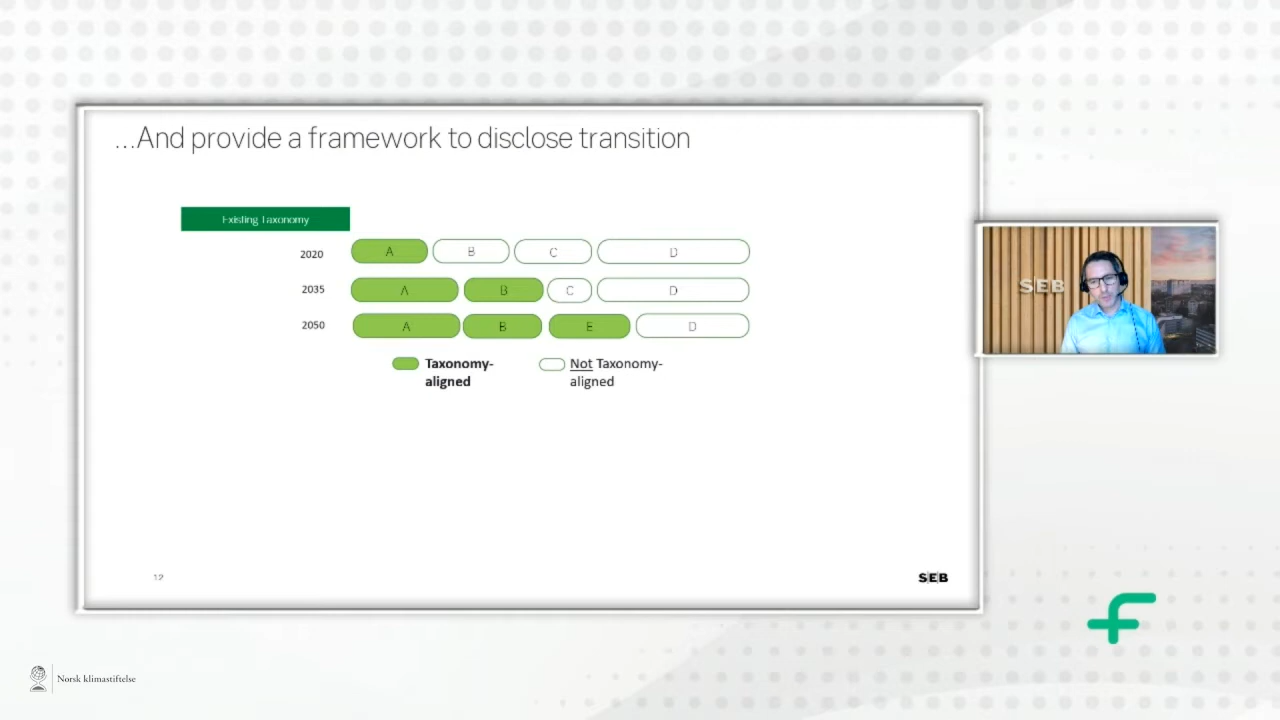 ...And provide a framework to disclose transition
Existing Taxonomy
2020 A B C D
2035 A B C D
2050 A B E D
Taxonomy-
aligned
Not Taxonomy-
aligned
12
SEB
SEB
Norsk klimastiftelse